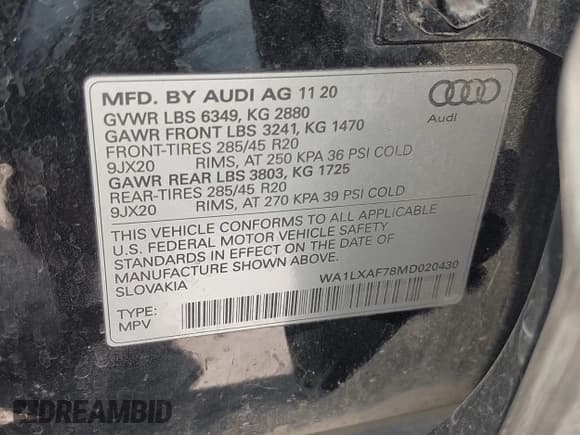 MFD. BY AUDI AG 11 20
GVWR LBS 6349, KG 2880
GAWR FRONT LBS 3241, KG 1470
FRONT-TIRES 285/45 R20
9JX20 RIMS, AT 250 KPA 36 PSI COLD
GAWR REAR LBS 3803, KG 1725
REAR-TIRES 285/45 R20
9JX20 RIMS, AT 270 KPA 39 PSI COLD
Audi
THIS VEHICLE CONFORMS TO ALL APPLICABLE
U.S. FEDERAL MOTOR VEHICLE SAFETY
STANDARDS IN EFFECT ON THE DATE OF
MANUFACTURE SHOWN ABOVE.
SLOVAKIA
WA1LXAF78MD020430
TYPE:
MPV
DREAMBID